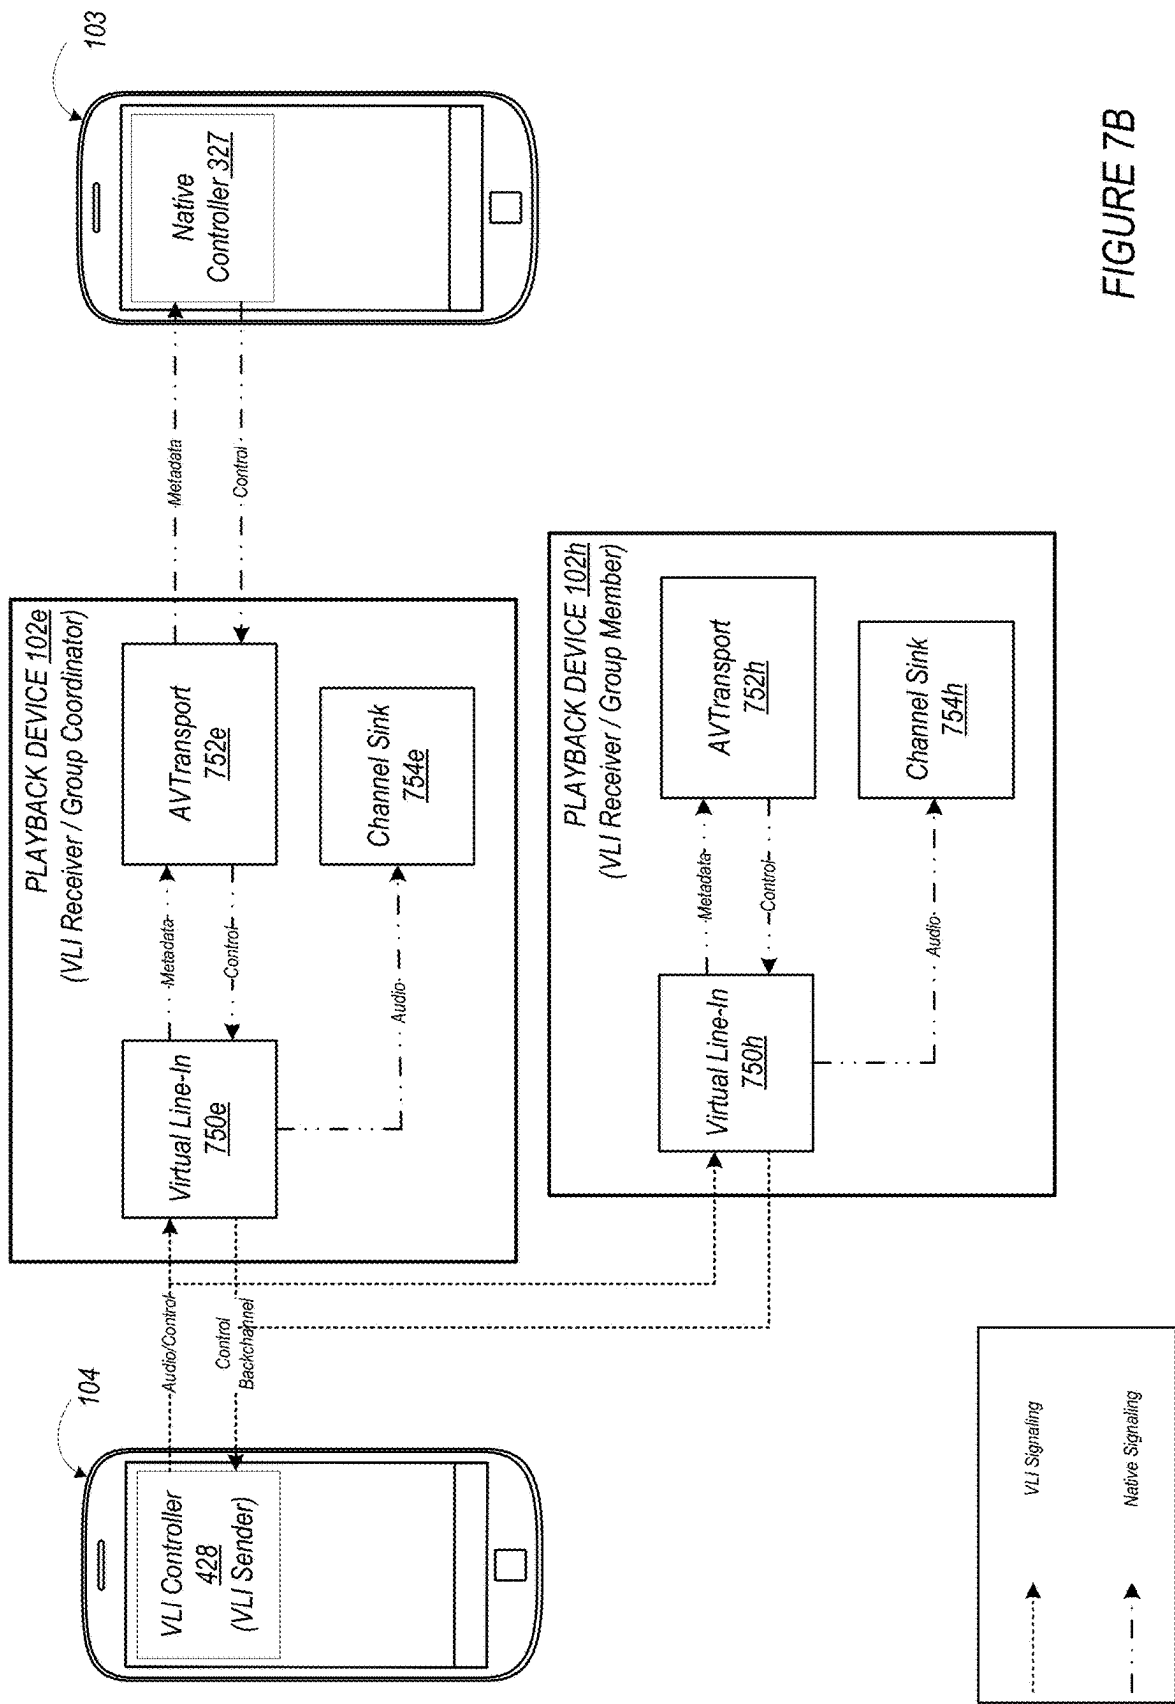 104
VLI Controller
428
(VLI Sender)
Audio/Control
Control
Backchannel
PLAYBACK DEVICE 102e
(VLI Receiver / Group Coordinator)
Virtual Line-In
750e
Metadata
Control
AVTransport
752e
Audio
Channel Sink
754e
Metadata
Control
103
Native
Controller 327
PLAYBACK DEVICE 102h
(VLI Receiver / Group Member)
Virtual Line-In
750h
Metadata
Control
AVTransport
752h
Audio
Channel Sink
754h
VLI Signaling
Native Signaling
FIGURE 7B